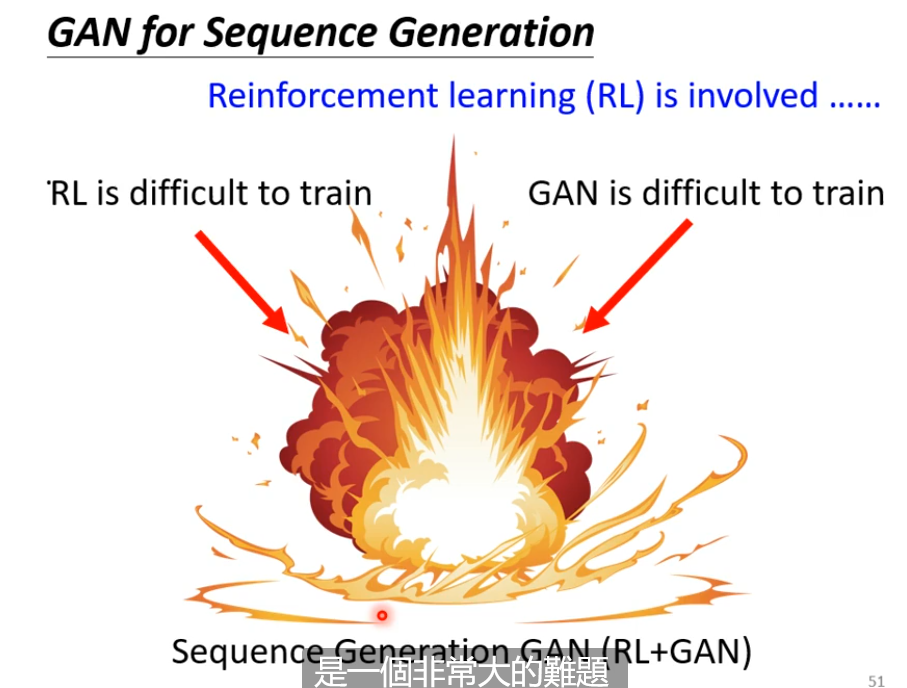 GAN for Sequence Generation
Reinforcement learning (RL) is involved ......
RL is difficult to train
GAN is difficult to train
Sequence Generation GAN (RL+GAN)
是一個非常大的難題
51